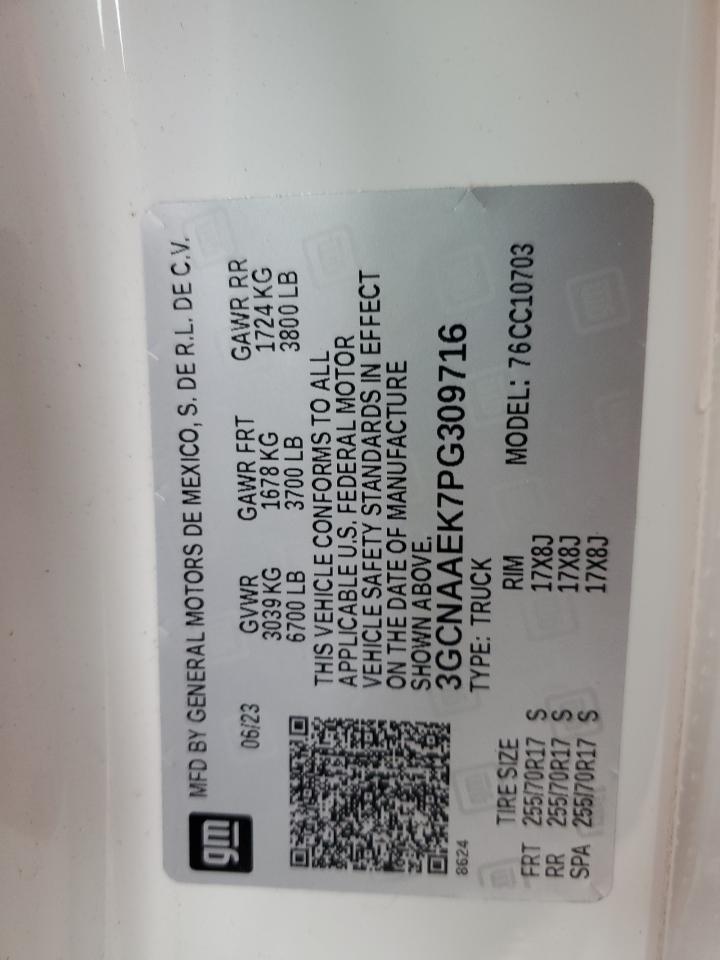 gm
MFD BY GENERAL MOTORS DE MEXICO, S. DE R.L. DE C.V.
06/23
GVWR GAWR FRT GAWR RR
3039 KG 1678 KG 1724 KG
6700 LB 3700 LB 3800 LB
THIS VEHICLE CONFORMS TO ALL
APPLICABLE U.S. FEDERAL MOTOR
VEHICLE SAFETY STANDARDS IN EFFECT
ON THE DATE OF MANUFACTURE
SHOWN ABOVE.
3GCNAAEK7PG309716
TYPE: TRUCK
8624
TIRE SIZE RIM MODEL: 76CC10703
FRT 255/70R17 S 17X8J
RR 255/70R17 S 17X8J
SPA 255/70R17 S 17X8J